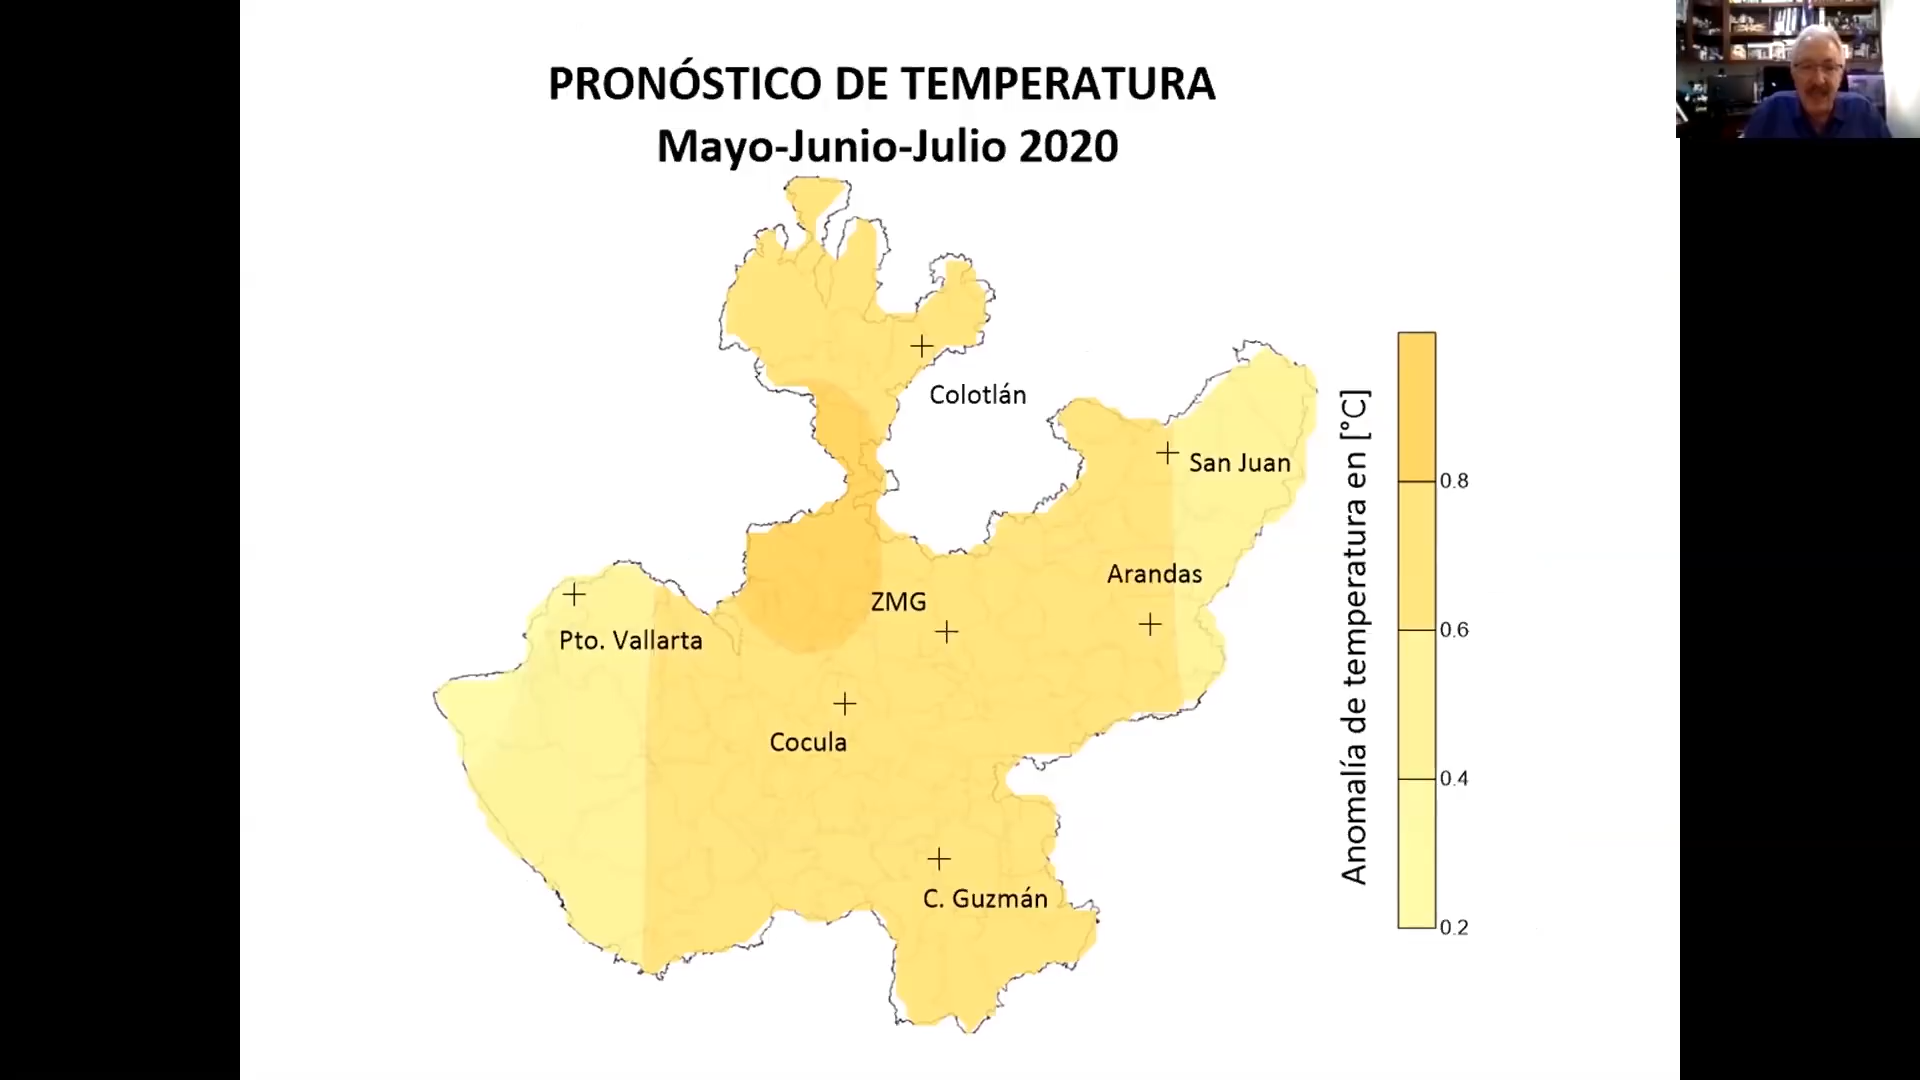 PRONÓSTICO DE TEMPERATURA
Mayo-Junio-Julio 2020
Colotlán
San Juan
Arandas
ZMG
Pto. Vallarta
Cocula
C. Guzmán
Anomalía de temperatura en [°C]
0.8
0.6
0.4
0.2